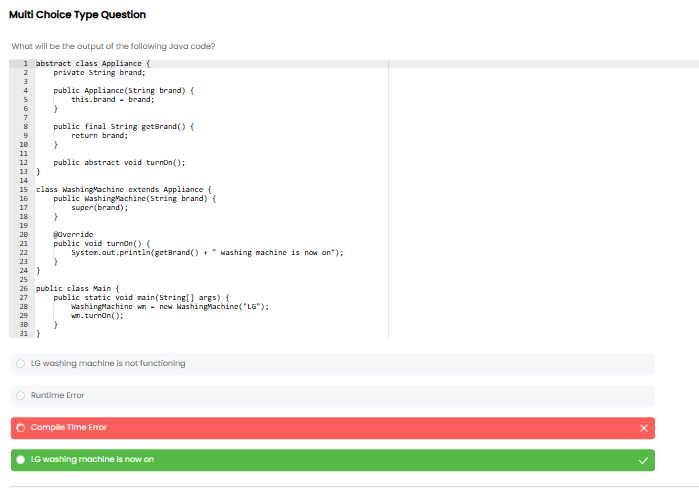 Multi Choice Type Question
What will be the output of the following Java code?
1 abstract class Appliance {
2     private String brand;
3
4     public Appliance(String brand) {
5         this.brand = brand;
6     }
7
8     public final String getBrand() {
9         return brand;
10     }
11
12     public abstract void turnOn();
13 }
14
15 class WashingMachine extends Appliance {
16     public WashingMachine(String brand) {
17         super(brand);
18     }
19
20     @Override
21     public void turnOn() {
22         System.out.println(getBrand() + " washing machine is now on");
23     }
24 }
25
26 public class Main {
27     public static void main(String[] args) {
28         WashingMachine wm = new WashingMachine("LG");
29         wm.turnOn();
30     }
31 }
LG washing machine is not functioning
Runtime Error
Compile Time Error
LG washing machine is now on